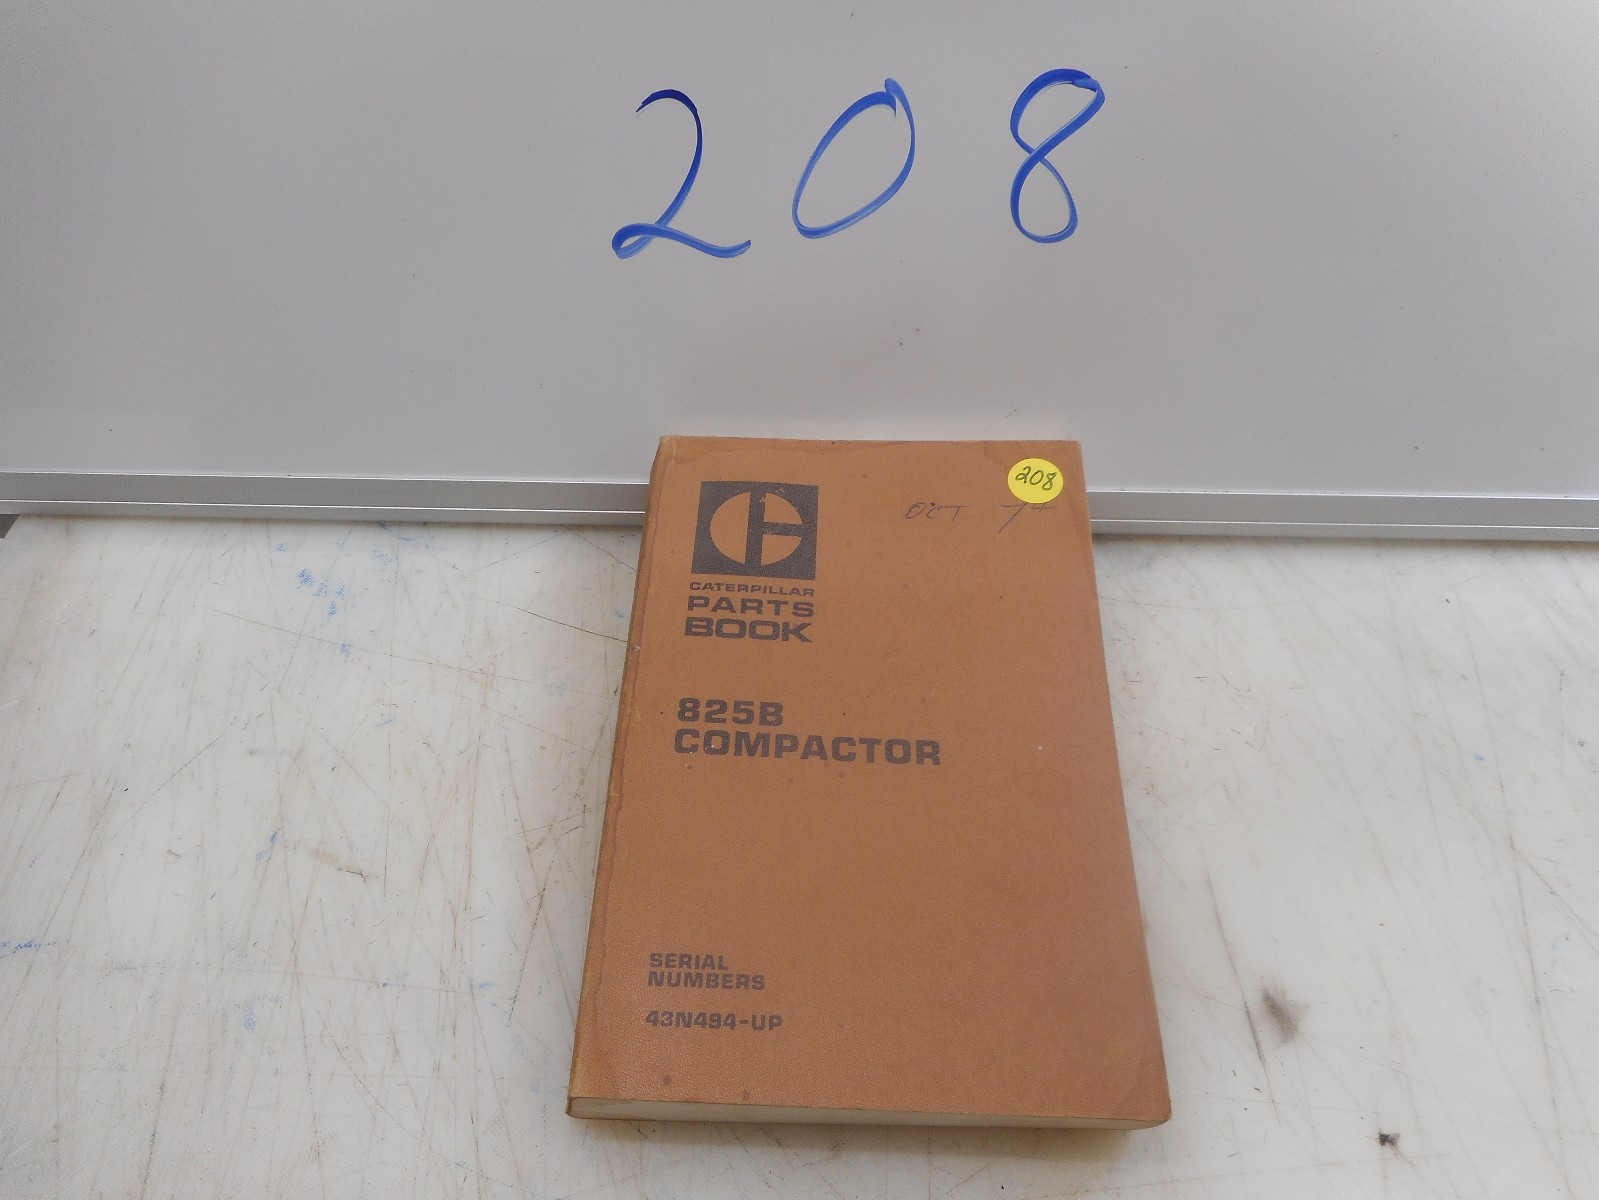 208
208
OCT 74
CATERPILLAR
PARTS
BOOK
825B
COMPACTOR
SERIAL
NUMBERS
43N494-UP